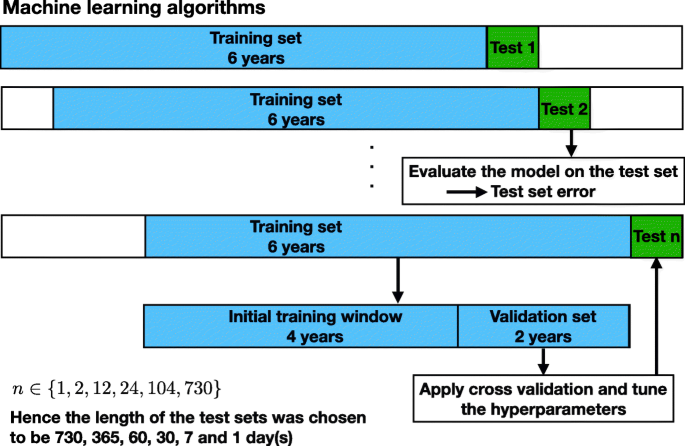 Machine learning algorithms
Training set
6 years
Test 1
Training set
6 years
Test 2
Evaluate the model on the test set
Test set error
Training set
6 years
Test n
Initial training window
4 years
Validation set
2 years
Apply cross validation and tune
the hyperparameters
n ∈ {1, 2, 12, 24, 104, 730}
Hence the length of the test sets was chosen
to be 730, 365, 60, 30, 7 and 1 day(s)